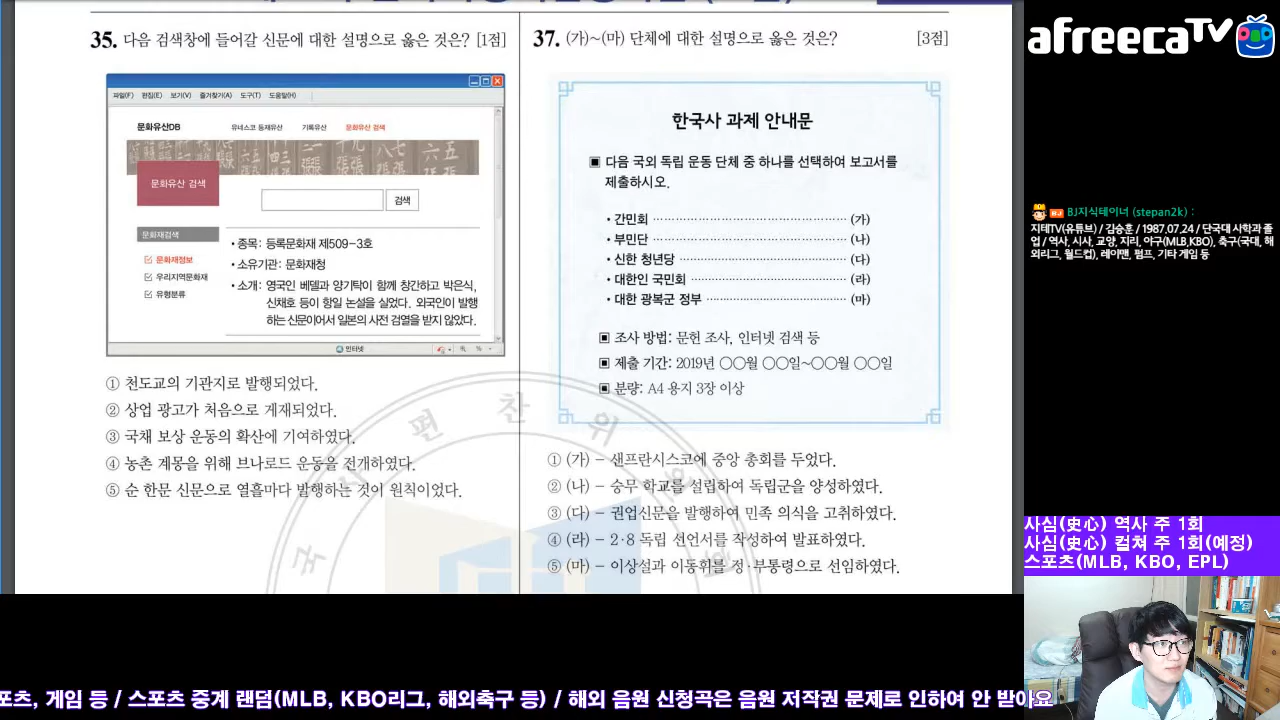 35. 다음 검색창에 들어갈 신문에 대한 설명으로 옳은 것은? [1점]
파일(F) 편집(E) 보기(V) 즐겨찾기(A) 도구(T) 도움말(H)
문화유산DB 유네스코 등재유산 기록유산 문화유산 검색
문화유산 검색
검색
문화재검색
문화재정보
우리지역문화재
유형분류
• 종목: 등록문화재 제509-3호
• 소유기관: 문화재청
• 소개: 영국인 베델과 양기탁이 함께 창간하고 박은식,
신채호 등이 항일 논설을 실었다. 외국인이 발행
하는 신문이어서 일본의 사전 검열을 받지 않았다.
인터넷
① 천도교의 기관지로 발행되었다.
② 상업 광고가 처음으로 게재되었다.
③ 국채 보상 운동의 확산에 기여하였다.
④ 농촌 계몽을 위해 브나로드 운동을 전개하였다.
⑤ 순 한문 신문으로 열흘마다 발행하는 것이 원칙이었다.
37. (가)~(마) 단체에 대한 설명으로 옳은 것은? [3점]
한국사 과제 안내문
▣ 다음 국외 독립 운동 단체 중 하나를 선택하여 보고서를
제출하시오.
• 간민회 (가)
• 부민단 (나)
• 신한 청년당 (다)
• 대한인 국민회 (라)
• 대한 광복군 정부 (마)
▣ 조사 방법: 문헌 조사, 인터넷 검색 등
▣ 제출 기간: 2019년 ○○월 ○○일~○○월 ○○일
▣ 분량: A4 용지 3장 이상
① (가) - 샌프란시스코에 중앙 총회를 두었다.
② (나) - 숭무 학교를 설립하여 독립군을 양성하였다.
③ (다) - 권업신문을 발행하여 민족 의식을 고취하였다.
④ (라) - 2·8 독립 선언서를 작성하여 발표하였다.
⑤ (마) - 이상설과 이동휘를 정·부통령으로 선임하였다.
afreecaTV
BJ BJ지식테이너 (stepan2k) :
지테TV(유튜브) / 김승훈 / 1987.07.24 / 단국대 사학과 졸
업 / 역사, 시사, 교양, 지리, 야구(MLB,KBO), 축구(국대, 해
외리그, 월드컵), 레이맨, 펌프, 기타 게임 등
사심(史心) 역사 주 1회
사심(史心) 컬쳐 주 1회(예정)
스포츠(MLB, KBO, EPL)
포츠, 게임 등 / 스포츠 중계 랜덤(MLB, KBO리그, 해외축구 등) / 해외 음원 신청곡은 음원 저작권 문제로 인하여 안 받아요